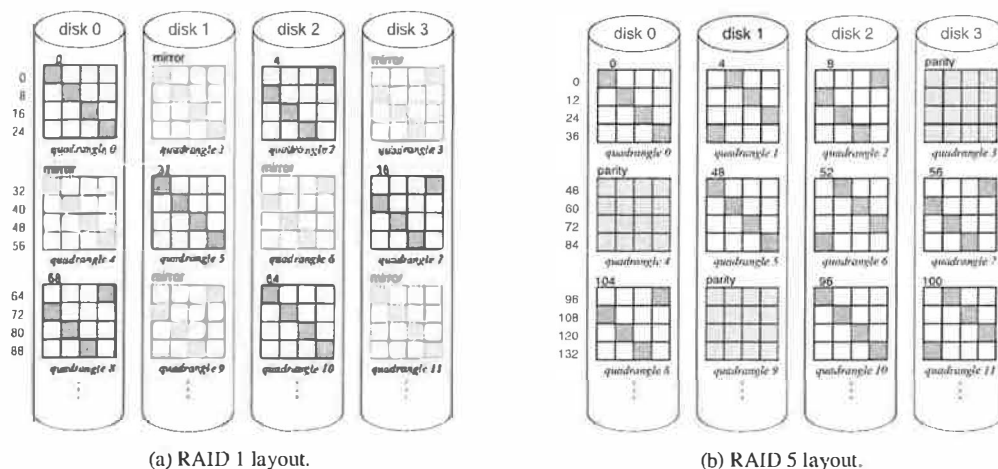 disk 0
disk 1
disk 2
disk 3
0
8
16
24
0
mirror
4
mirror
quadrangle 0
quadrangle 1
quadrangle 2
quadrangle 3
32
40
48
56
mirror
mirror
quadrangle 4
quadrangle 5
quadrangle 6
quadrangle 7
64
72
80
88
68
mirror
64
mirror
quadrangle 8
quadrangle 9
quadrangle 10
quadrangle 11
(a) RAID 1 layout.
disk 0
disk 1
disk 2
disk 3
0
12
24
36
0
4
8
parity
quadrangle 0
quadrangle 1
quadrangle 2
quadrangle 3
48
60
72
84
parity
48
52
56
quadrangle 4
quadrangle 5
quadrangle 6
quadrangle 7
96
108
120
132
104
parity
96
100
quadrangle 8
quadrangle 9
quadrangle 10
quadrangle 11
(b) RAID 5 layout.